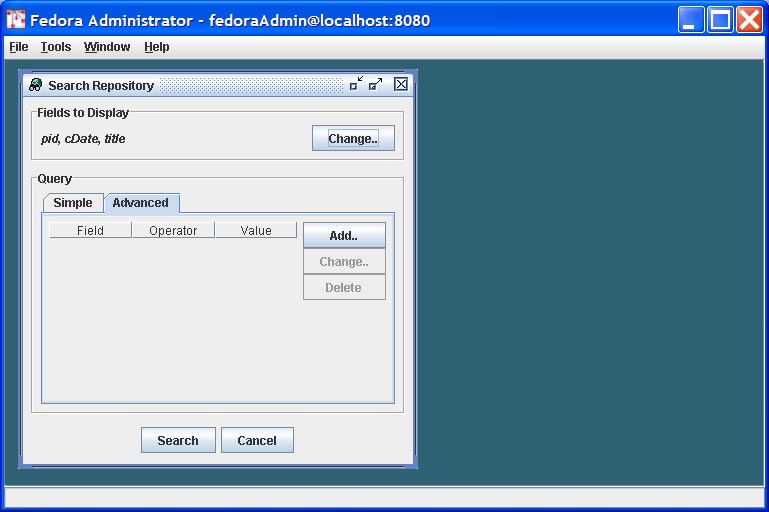 Fedora Administrator - fedoraAdmin@localhost:8080
File Tools Window Help
Search Repository
Fields to Display
pid, cDate, title
Change..
Query
Simple Advanced
Field Operator Value
Add..
Change..
Delete
Search Cancel